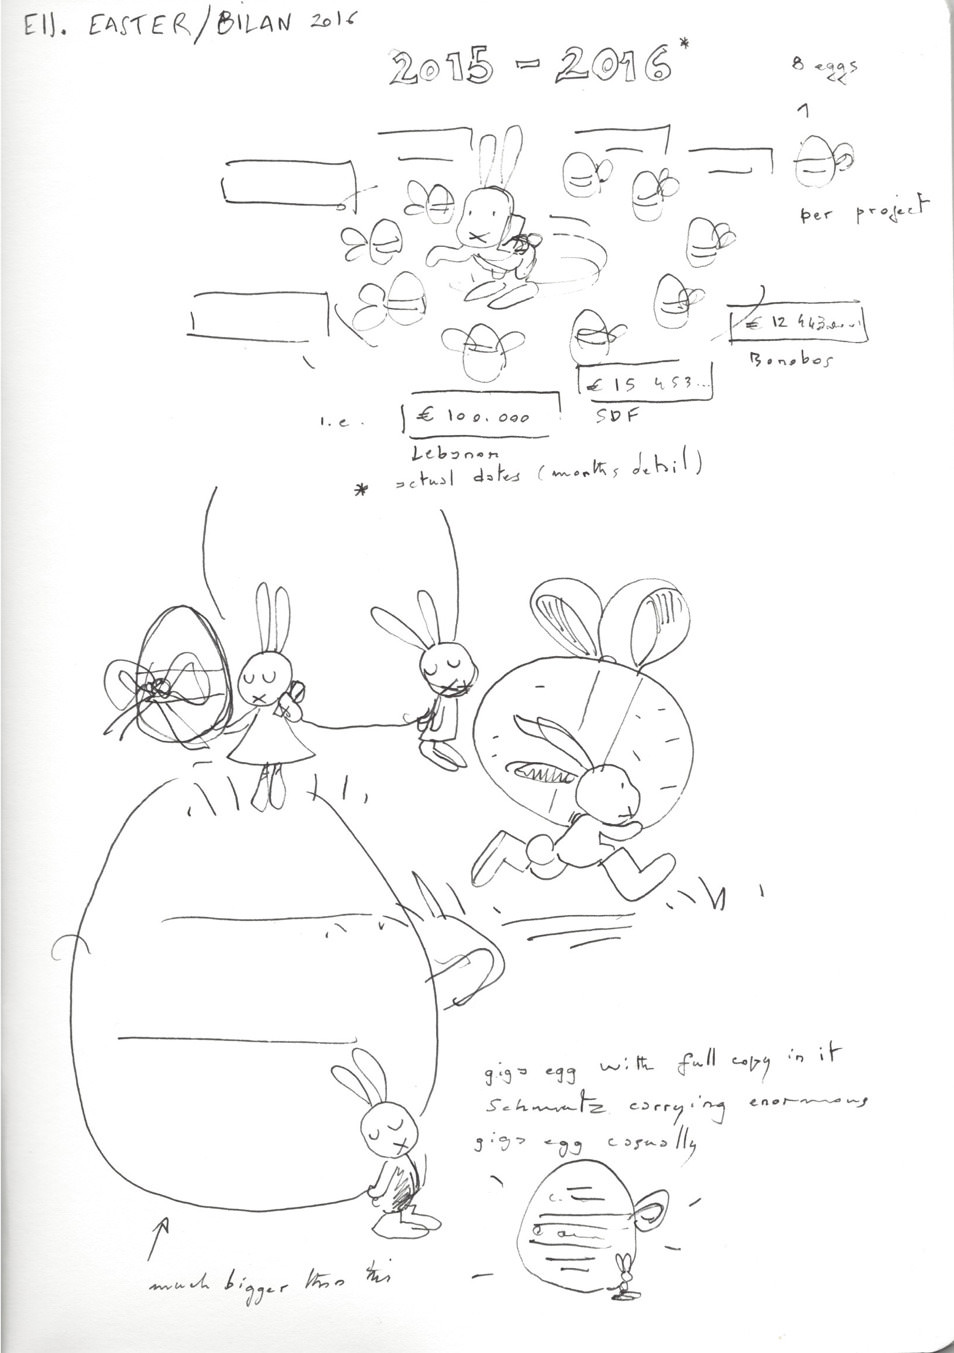 E11. EASTER/BILAN 2016
2015 - 2016*
8 eggs
1
per project
€ 12 443
Bonobos
€ 15 453...
SDF
i.e.
€ 100.000
Lebanon
* actual dates (months detail)
giga egg with full copy in it
Schmutz carrying enormous
giga egg casually
much bigger than this